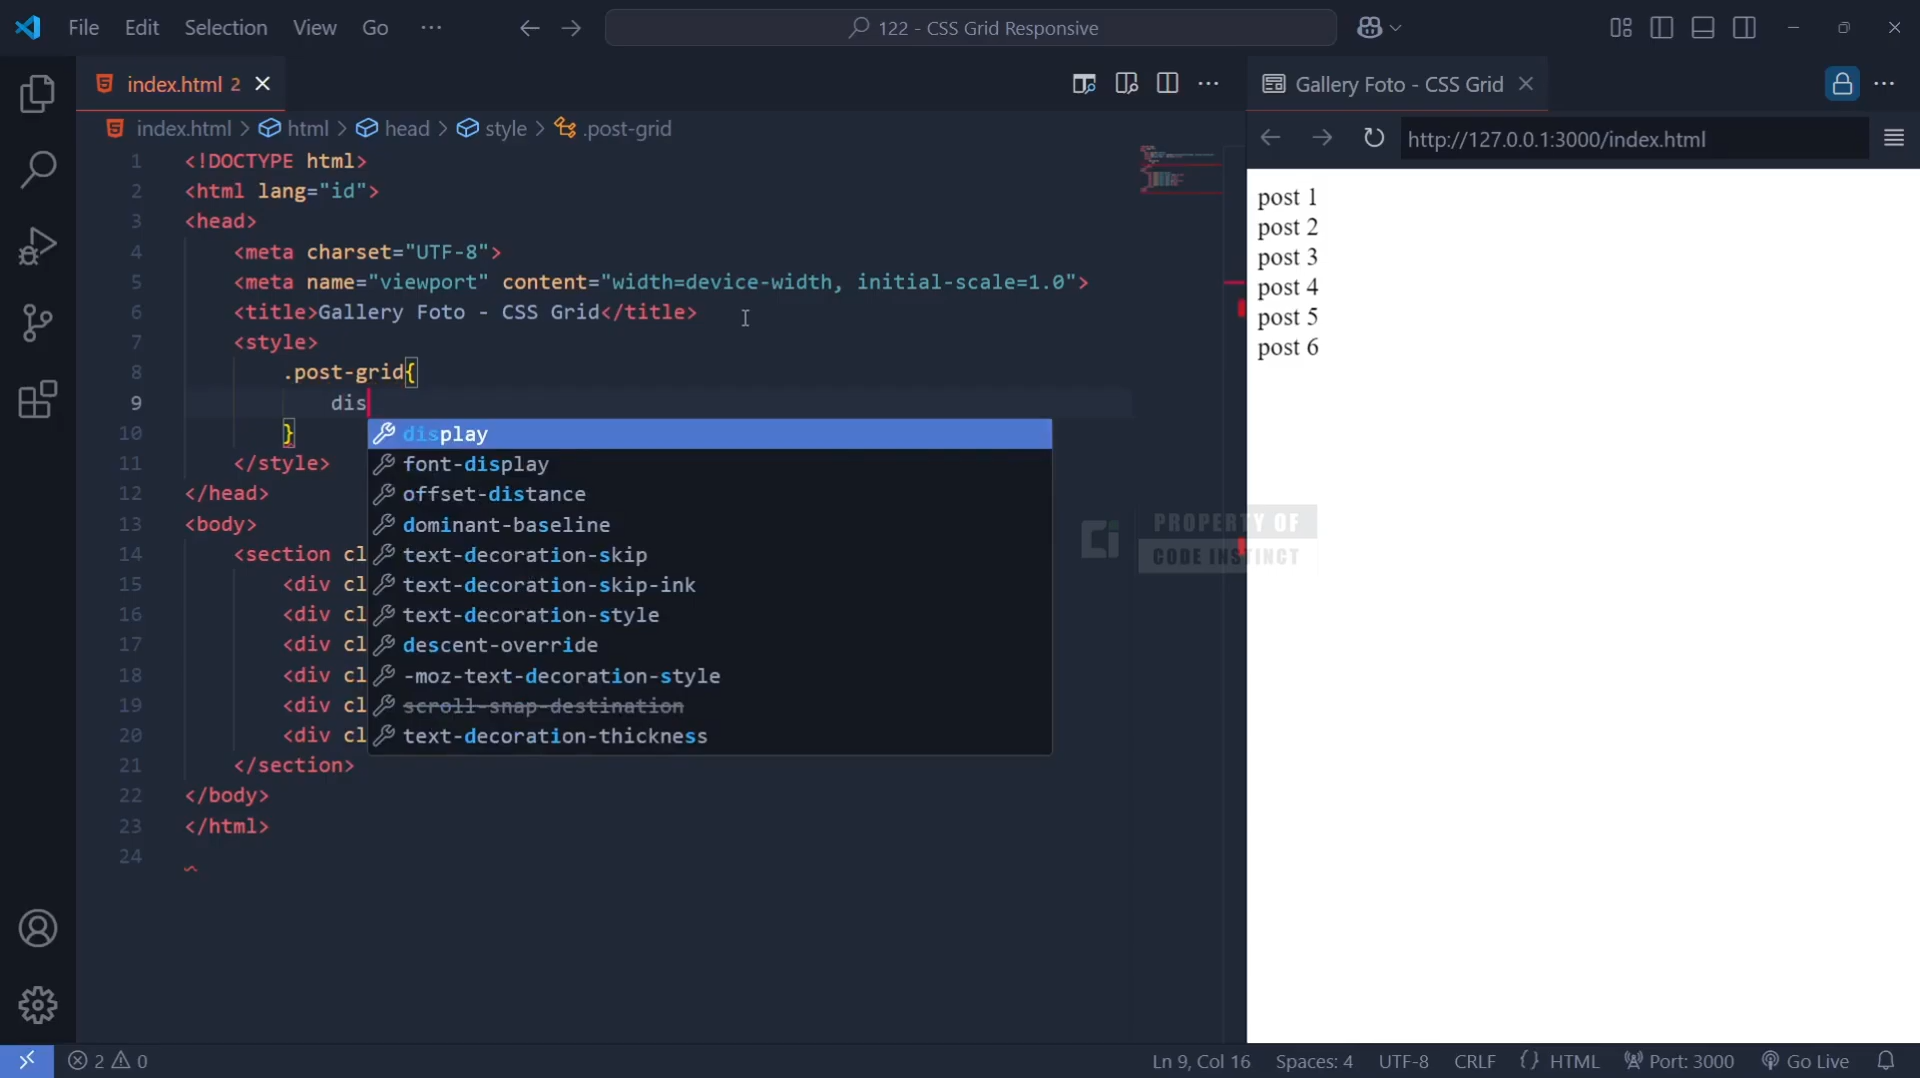 File Edit Selection View Go ··· 122 - CSS Grid Responsive
index.html 2
Gallery Foto - CSS Grid
index.html > html > head > style > .post-grid
http://127.0.0.1:3000/index.html
1 <!DOCTYPE html>
2 <html lang="id">
3 <head>
4 <meta charset="UTF-8">
5 <meta name="viewport" content="width=device-width, initial-scale=1.0">
6 <title>Gallery Foto - CSS Grid</title>
7 <style>
8 .post-grid{
9 dis
10 }
11 </style>
12 </head>
13 <body>
14 <section cl
15 <div cl
16 <div cl
17 <div cl
18 <div cl
19 <div cl
20 <div cl
21 </section>
22 </body>
23 </html>
24
display
font-display
offset-distance
dominant-baseline
text-decoration-skip
text-decoration-skip-ink
text-decoration-style
descent-override
-moz-text-decoration-style
scroll-snap-destination
text-decoration-thickness
post 1
post 2
post 3
post 4
post 5
post 6
PROPERTY OF
CODE INSTINCT
2 0
Ln 9, Col 16 Spaces: 4 UTF-8 CRLF {} HTML Port: 3000 Go Live